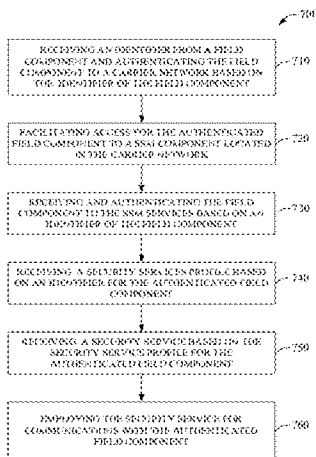 700
RECEIVING AN IDENTIFIER FROM A FIELD
COMPONENT AND AUTHENTICATING THE FIELD
COMPONENT TO A CARRIER NETWORK BASED ON
THE IDENTIFIER OF THE FIELD COMPONENT
710
FACILITATING ACCESS FOR THE AUTHENTICATED
FIELD COMPONENT TO A SSM COMPONENT LOCATED
IN THE CARRIER NETWORK
720
RECEIVING AND AUTHENTICATING THE FIELD
COMPONENT TO THE SSM SERVICES BASED ON AN
IDENTIFIER OF THE FIELD COMPONENT
730
RECEIVING A SECURITY SERVICES PROFILE BASED
ON AN IDENTIFIER FOR THE AUTHENTICATED FIELD
COMPONENT
740
RECEIVING A SECURITY SERVICE BASED ON THE
SECURITY SERVICE PROFILE FOR THE
AUTHENTICATED FIELD COMPONENT
750
EMPLOYING THE SECURITY SERVICE FOR
COMMUNICATIONS WITH THE AUTHENTICATED
FIELD COMPONENT
760